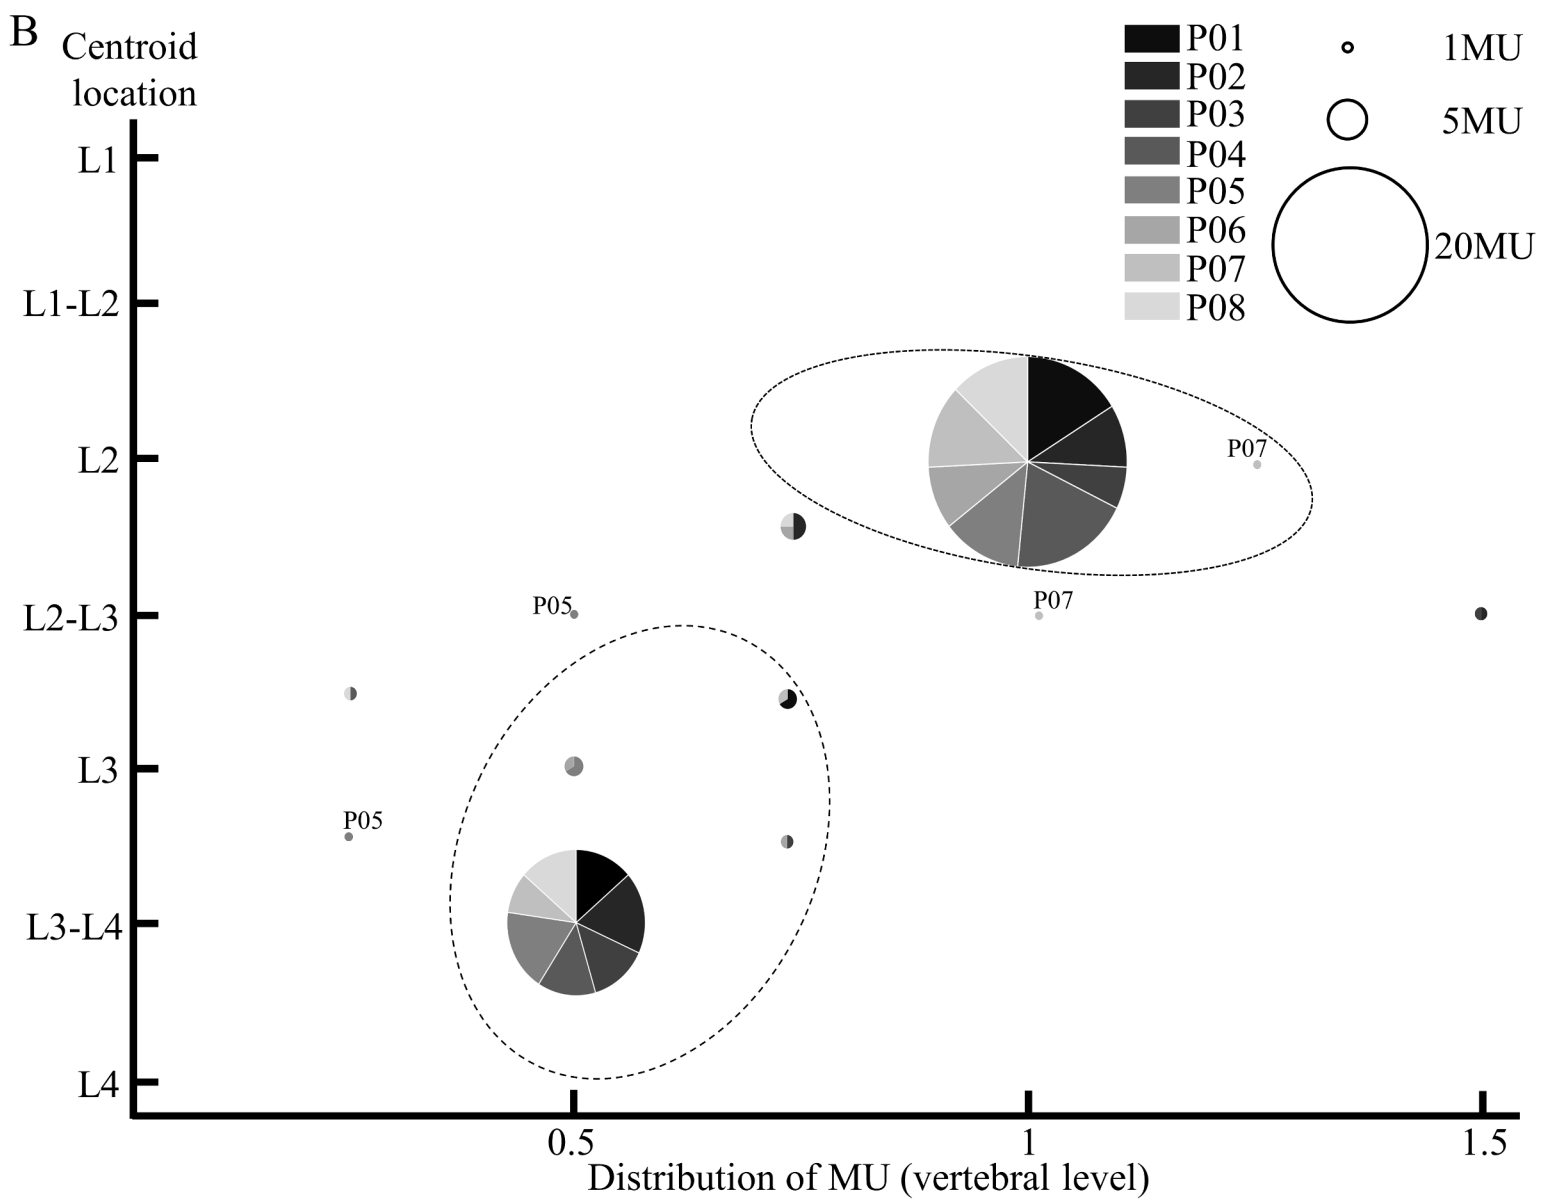 B
Centroid
location
P01
P02
P03
P04
P05
P06
P07
P08
1MU
5MU
20MU
L1
L1-L2
L2
L2-L3
L3
L3-L4
L4
P07
P05
P07
P05
0.5
1
1.5
Distribution of MU (vertebral level)